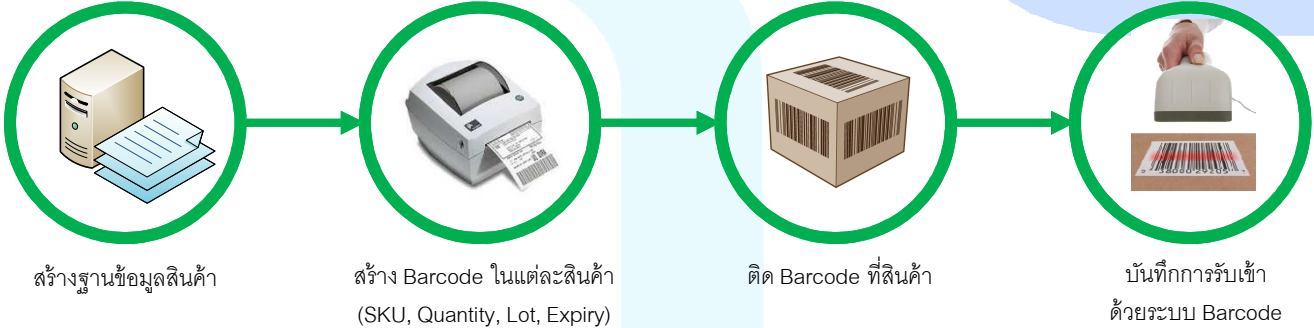 สร้างฐานข้อมูลสินค้า
สร้าง Barcode ในแต่ละสินค้า
(SKU, Quantity, Lot, Expiry)
ติด Barcode ที่สินค้า
บันทึกการรับเข้า
ด้วยระบบ Barcode